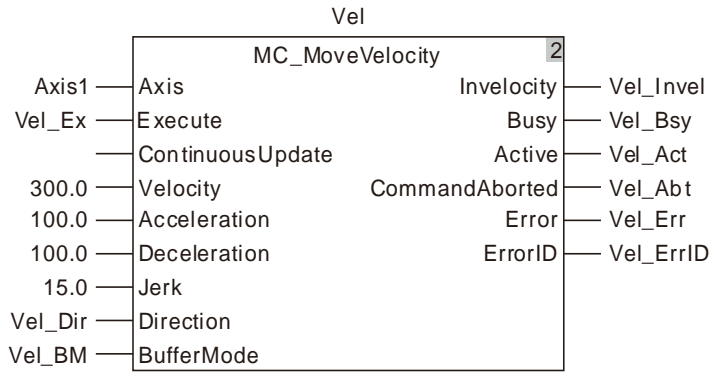 Vel
MC_MoveVelocity 2
Axis1 Axis Invelocity Vel_Invel
Vel_Ex Execute Busy Vel_Bsy
ContinuousUpdate Active Vel_Act
300.0 Velocity CommandAborted Vel_Abt
100.0 Acceleration Error Vel_Err
100.0 Deceleration ErrorID Vel_ErrID
15.0 Jerk
Vel_Dir Direction
Vel_BM BufferMode